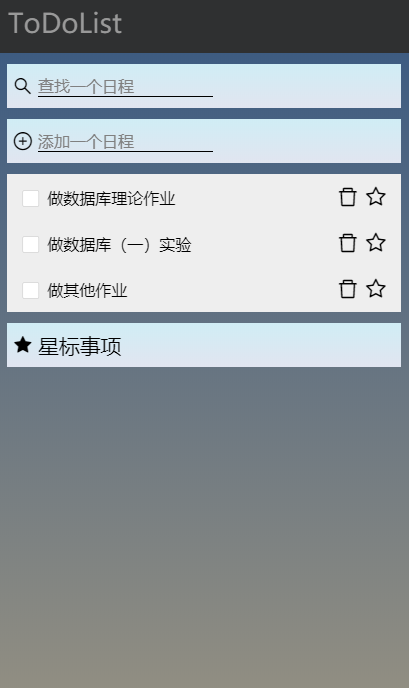 ToDoList
查找一个日程
添加一个日程
做数据库理论作业
做数据库（一）实验
做其他作业
星标事项